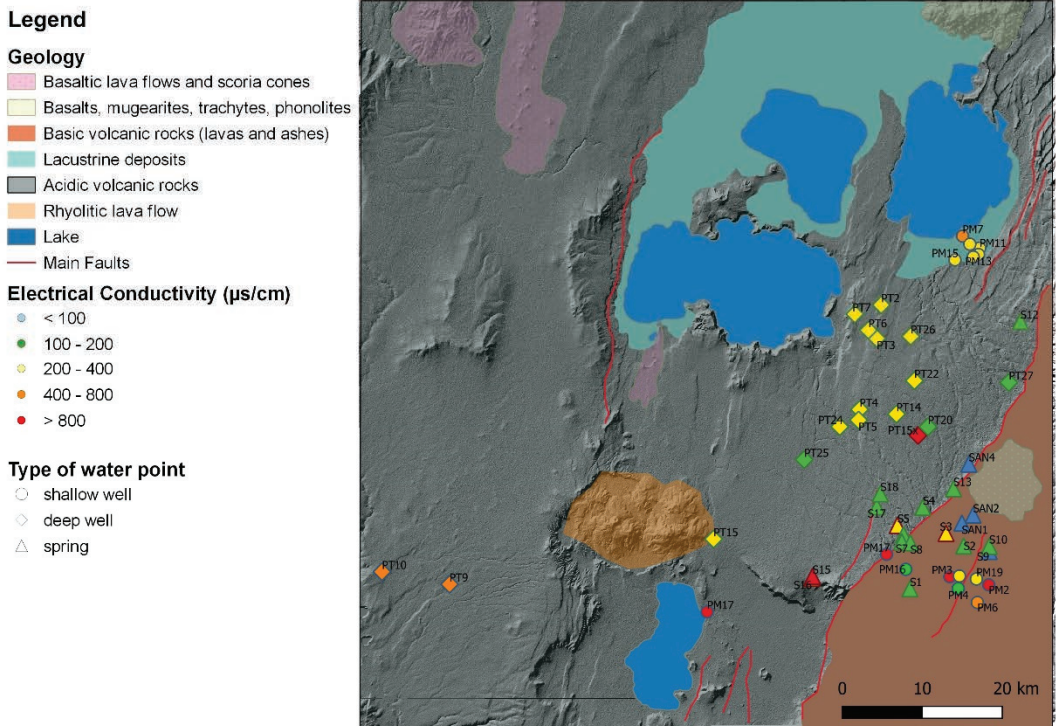 Legend
Geology
Basaltic lava flows and scoria cones
Basalts, mugearites, trachytes, phonolites
Basic volcanic rocks (lavas and ashes)
Lacustrine deposits
Acidic volcanic rocks
Rhyolitic lava flow
Lake
Main Faults
Electrical Conductivity (µs/cm)
< 100
100 - 200
200 - 400
400 - 800
> 800
Type of water point
shallow well
deep well
spring
PM7
PM11
PM15 PM13
PT2
PT7
PT6
PT3
PT26
S12
PT22
PT27
PT4
PT14
PT24 PT5
PT15x PT20
PT25
SAN4
S18
S13
S17
S4
SAN2
S5
S3 SAN1
S7 S8
S2 S10
S9
PT15
PM12
PT10
PT9
S15
S16
PM16
PM3 PM19
S1
PM4 PM2
PM6
PM17
0 10 20 km